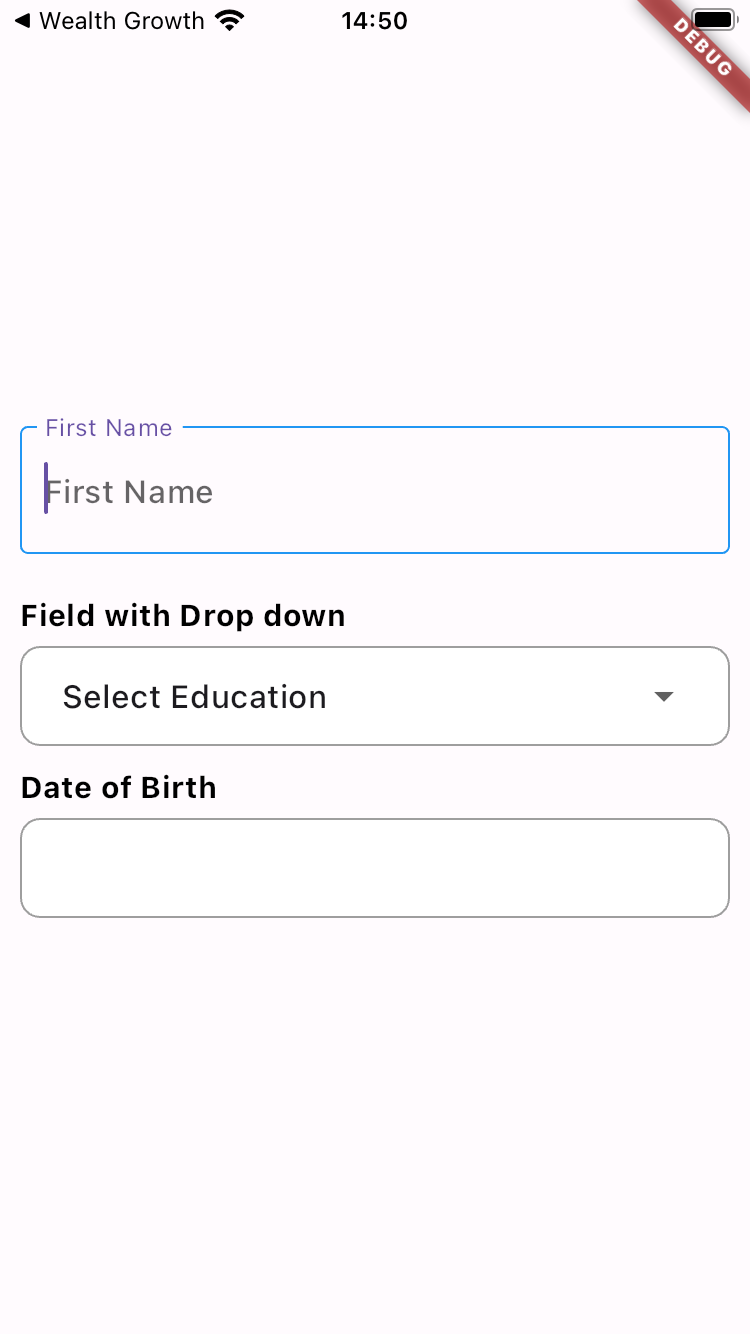 ◀ Wealth Growth 14:50
DEBUG
First Name
First Name
Field with Drop down
Select Education
Date of Birth